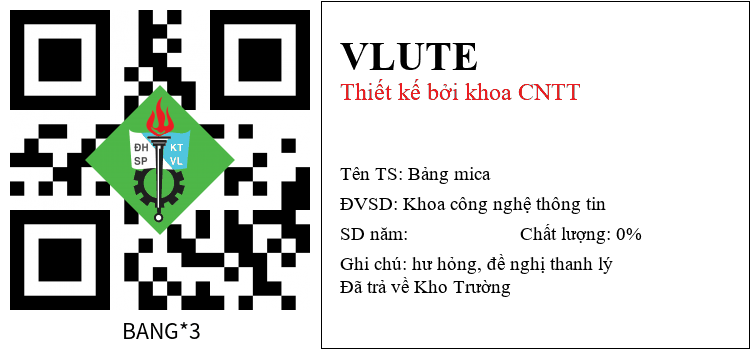 ĐH KT
SP VL
BANG*3
VLUTE
Thiết kế bởi khoa CNTT
Tên TS: Bảng mica
ĐVSD: Khoa công nghệ thông tin
SD năm: Chất lượng: 0%
Ghi chú: hư hỏng, đề nghị thanh lý
Đã trả về Kho Trường